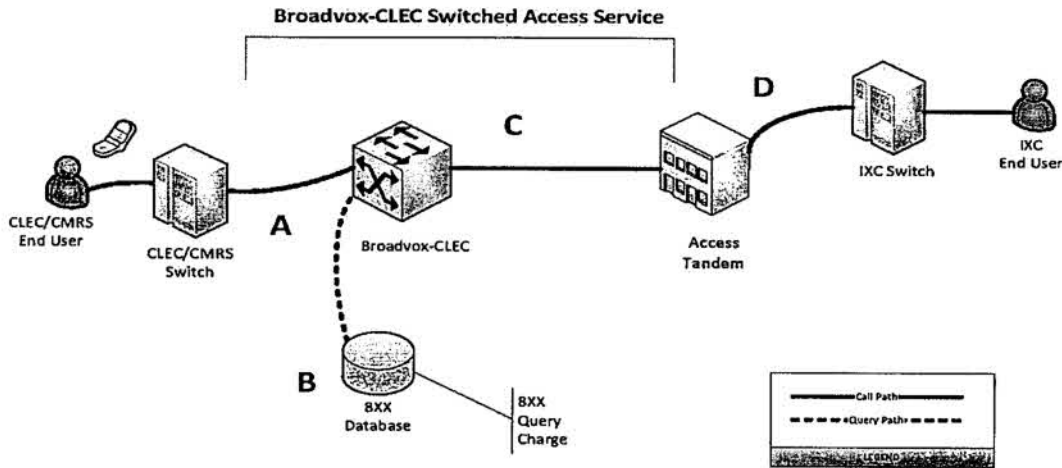 Broadvox-CLEC Switched Access Service
D
C
A
B
CLEC/CMRS
End User
CLEC/CMRS
Switch
Broadvox-CLEC
Access
Tandem
IXC Switch
IXC
End User
8XX
Database
8XX
Query
Charge
Call Path
Query Path
LEGEND